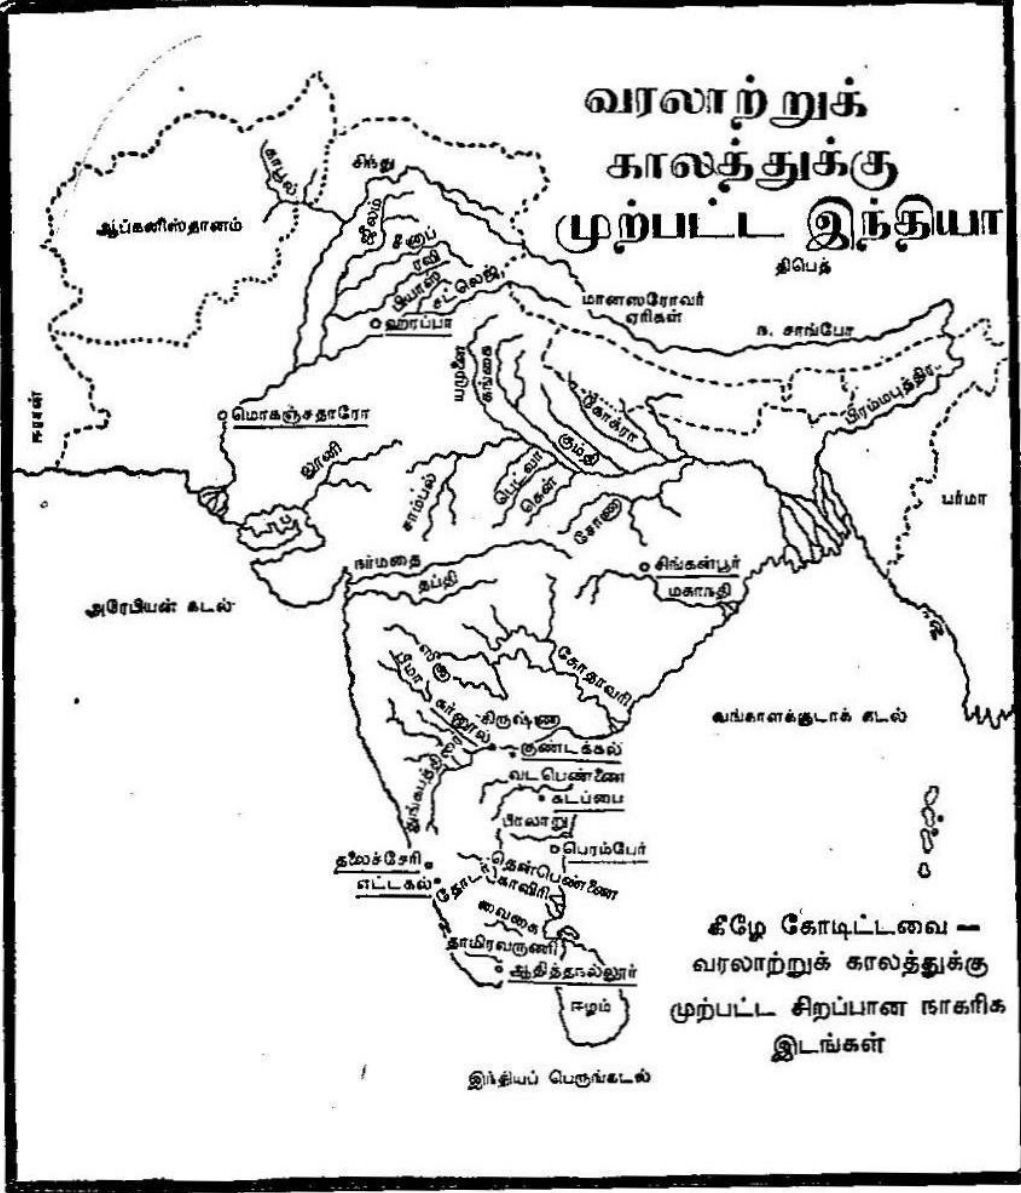 வரலாற்றுக்
காலத்துக்கு
முற்பட்ட இந்தியா
திபெத்
காபூல்
சிந்து
ஆப்கனிஸ்தானம்
ஜீலம்
சினாப்
ரவி
பியாஸ்
சட்லெஜ்
மானஸரோவர்
ஏரிகள்
ஹரப்பா
ந. சாங்போ
யமுனை
கங்கை
பிரம்மபுத்திரா
ஈரான்
மொகஞ்சதாரோ
கோக்ரா
கும்தி
லூனி
சாம்பல்
பெட்வா
கென்
சோணை
பர்மா
நர்மதை
தப்தி
சிங்கன்பூர்
மகாநதி
அரேபியன் கடல்
பீமா
கோதாவரி
கர்னூல்
கிருஷ்ணா
வங்காளக்குடாக் கடல்
குண்டக்கல்
துங்கபத்திரை
வடபெண்ணை
கடப்பை
பாலாறு
பெரம்பேர்
தலைச்சேரி
எட்டகல்
தோடர்
தென்பெண்ணை
காவிரி
வைகை
தாமிரவருணி
ஆதித்தநல்லூர்
ஈழம்
இந்தியப் பெருங்கடல்
கீழே கோடிட்டவை –
வரலாற்றுக் காலத்துக்கு
முற்பட்ட சிறப்பான நாகரிக
இடங்கள்